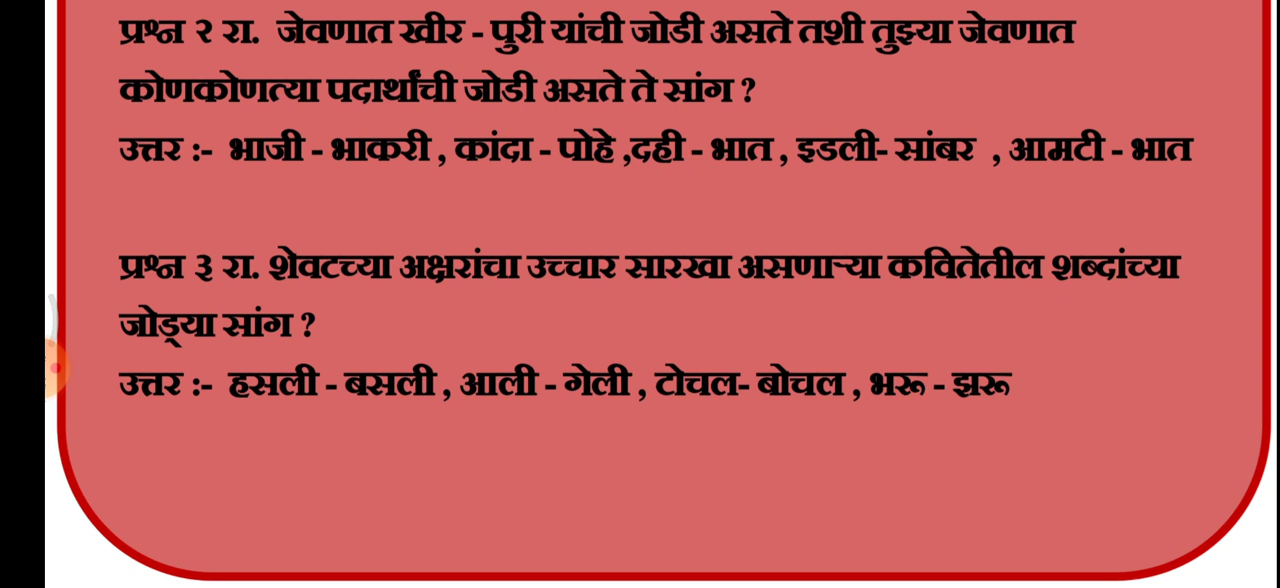 प्रश्न २ रा. जेवणात खीर - पुरी यांची जोडी असते तशी तुझ्या जेवणात
कोणकोणत्या पदार्थांची जोडी असते ते सांग ?
उत्तर :- भाजी - भाकरी , कांदा - पोहे ,दही - भात , इडली- सांबर , आमटी - भात
प्रश्न ३ रा. शेवटच्या अक्षरांचा उच्चार सारखा असणाऱ्या कवितेतील शब्दांच्या
जोड्या सांग ?
उत्तर :- हसली - बसली , आली - गेली , टोचल- बोचल , भरू - झरू